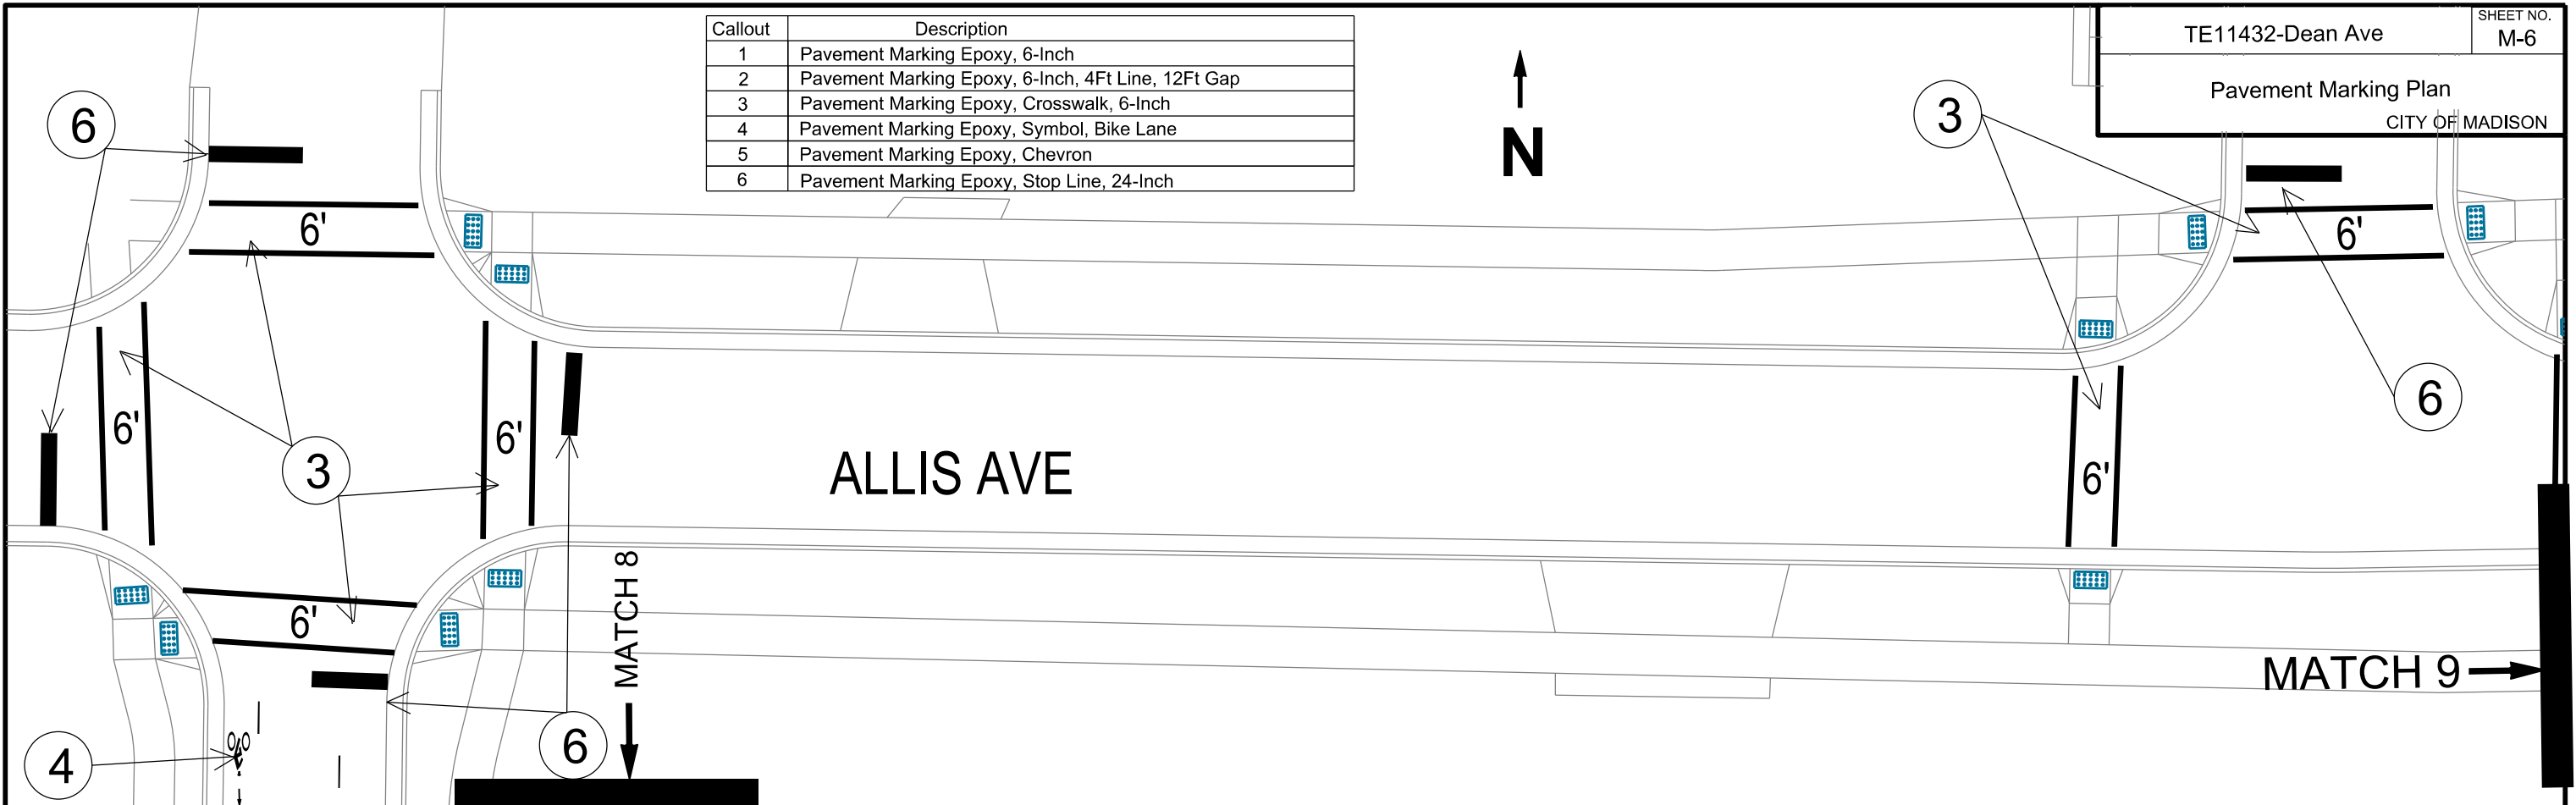 Callout Description
1 Pavement Marking Epoxy, 6-Inch
2 Pavement Marking Epoxy, 6-Inch, 4Ft Line, 12Ft Gap
3 Pavement Marking Epoxy, Crosswalk, 6-Inch
4 Pavement Marking Epoxy, Symbol, Bike Lane
5 Pavement Marking Epoxy, Chevron
6 Pavement Marking Epoxy, Stop Line, 24-Inch
TE11432-Dean Ave
SHEET NO.
M-6
Pavement Marking Plan
CITY OF MADISON
N
6
3
6'
6'
6'
6'
3
6'
ALLIS AVE
6'
6
6'
MATCH 8
MATCH 9
6
4